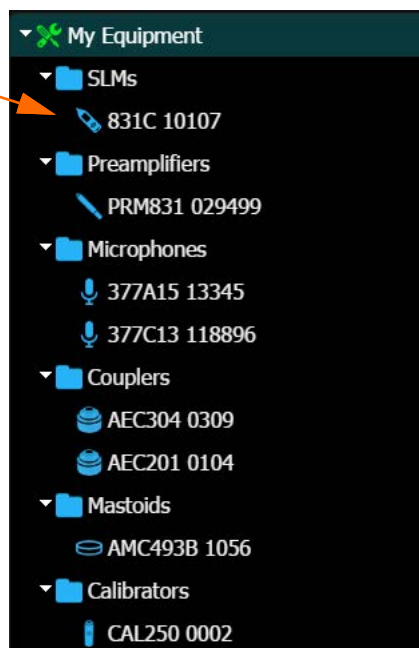 My Equipment
SLMs
831C 10107
Preamplifiers
PRM831 029499
Microphones
377A15 13345
377C13 118896
Couplers
AEC304 0309
AEC201 0104
Mastoids
AMC493B 1056
Calibrators
CAL250 0002